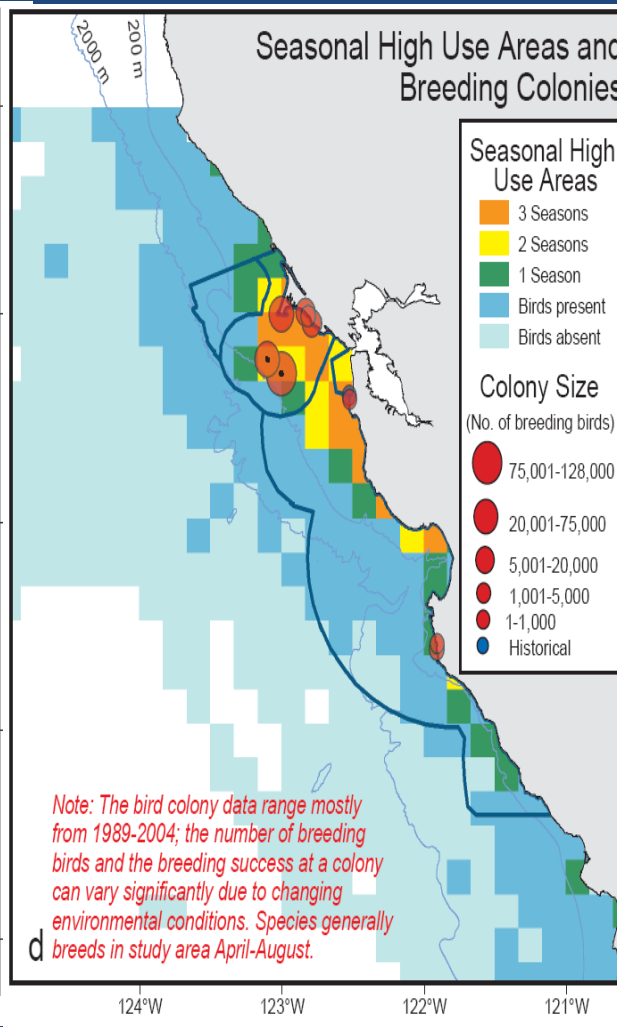 2000 m
200 m
Seasonal High Use Areas and
Breeding Colonies
Seasonal High
Use Areas
3 Seasons
2 Seasons
1 Season
Birds present
Birds absent
Colony Size
(No. of breeding birds)
75,001-128,000
20,001-75,000
5,001-20,000
1,001-5,000
1-1,000
Historical
Note: The bird colony data range mostly
from 1989-2004; the number of breeding
birds and the breeding success at a colony
can vary significantly due to changing
environmental conditions. Species generally
breeds in study area April-August.
d
124°W
123°W
122°W
121°W